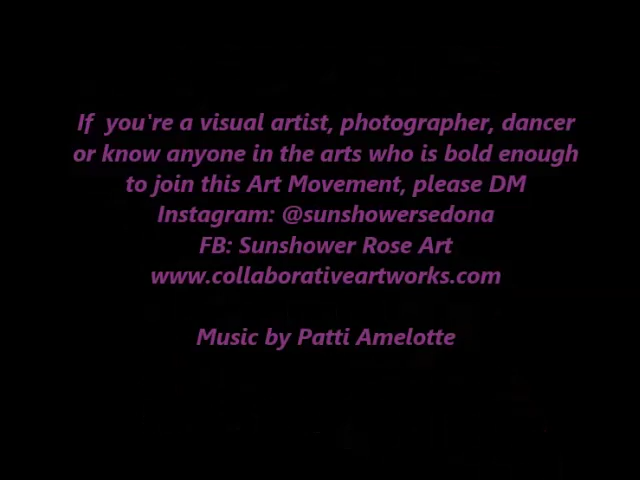 If  you're a visual artist, photographer, dancer
or know anyone in the arts who is bold enough
to join this Art Movement, please DM
Instagram: @sunshowersedona
FB: Sunshower Rose Art
www.collaborativeartworks.com
Music by Patti Amelotte